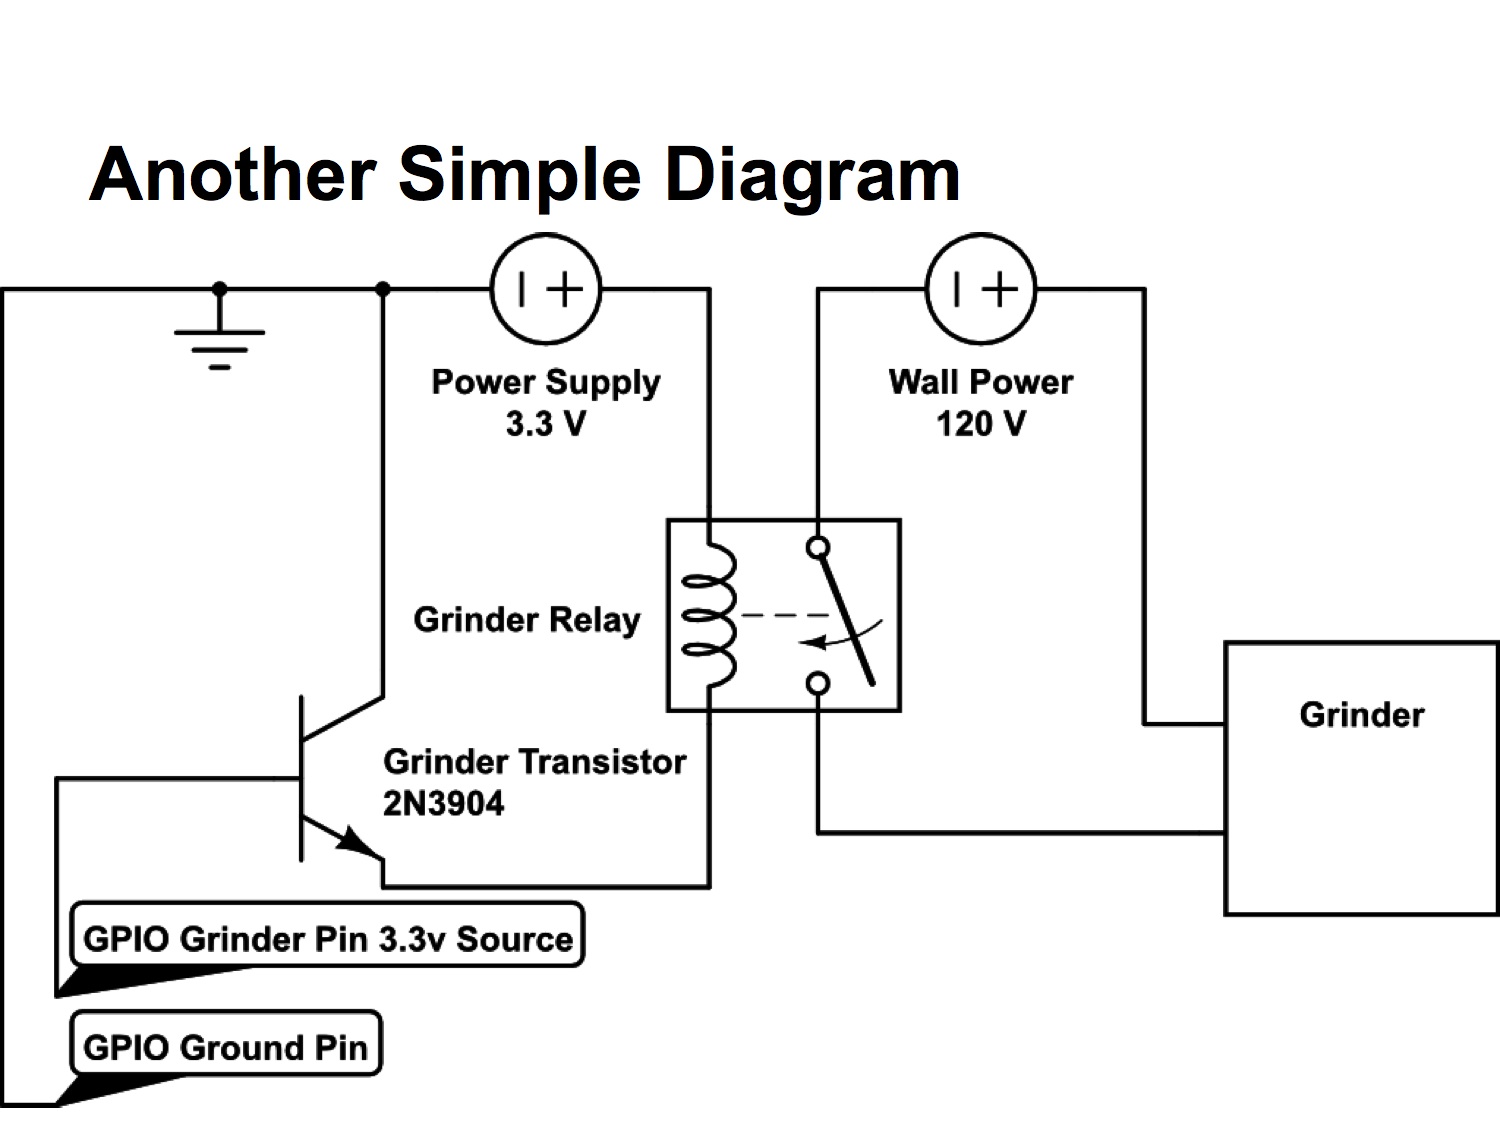 Another Simple Diagram
Power Supply
3.3 V
Wall Power
120 V
Grinder Relay
Grinder
Grinder Transistor
2N3904
GPIO Grinder Pin 3.3v Source
GPIO Ground Pin